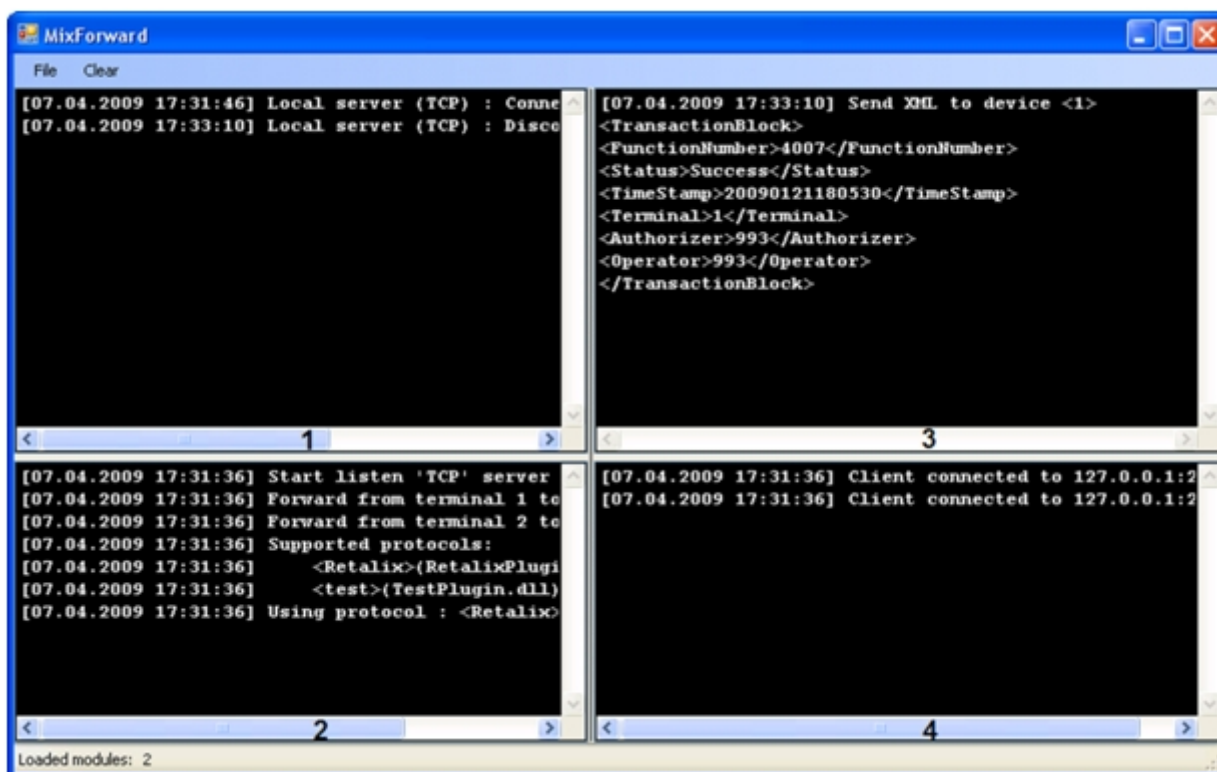 MixForward
File Clear
[07.04.2009 17:31:46] Local server (TCP) : Conne
[07.04.2009 17:33:10] Local server (TCP) : Disco
1
[07.04.2009 17:33:10] Send XML to device <1>
<TransactionBlock>
<FunctionNumber>4007</FunctionNumber>
<Status>Success</Status>
<TimeStamp>20090121180530</TimeStamp>
<Terminal>1</Terminal>
<Authorizer>993</Authorizer>
<Operator>993</Operator>
</TransactionBlock>
3
[07.04.2009 17:31:36] Start listen 'TCP' server
[07.04.2009 17:31:36] Forward from terminal 1 to
[07.04.2009 17:31:36] Forward from terminal 2 to
[07.04.2009 17:31:36] Supported protocols:
[07.04.2009 17:31:36] <Retalix>(RetalixPlugi
[07.04.2009 17:31:36] <test>(TestPlugin.dll)
[07.04.2009 17:31:36] Using protocol : <Retalix>
2
[07.04.2009 17:31:36] Client connected to 127.0.0.1:2
[07.04.2009 17:31:36] Client connected to 127.0.0.1:2
4
Loaded modules: 2